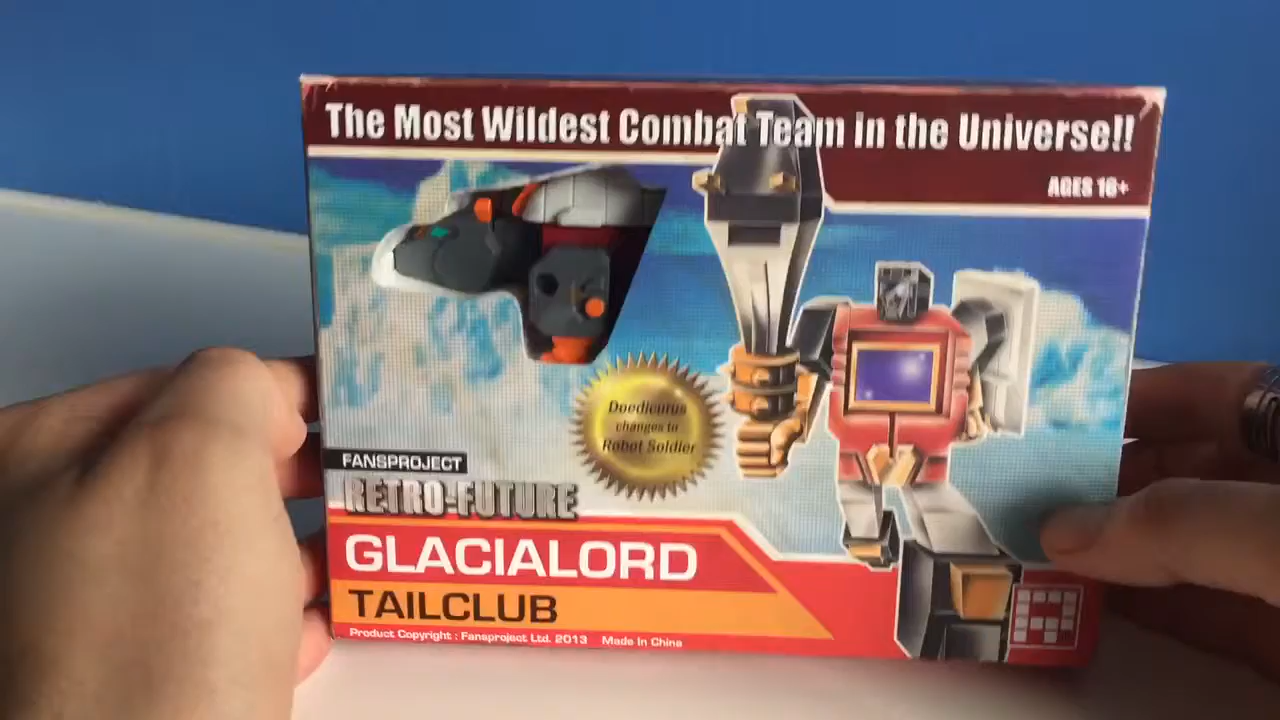 The Most Wildest Combat Team in the Universe!!
AGES 16+
Doedicurus
changes to
Robot Soldier
FANSPROJECT
RETRO-FUTURE
GLACIALORD
TAILCLUB
Product Copyright : Fansproject Ltd. 2013 Made In China